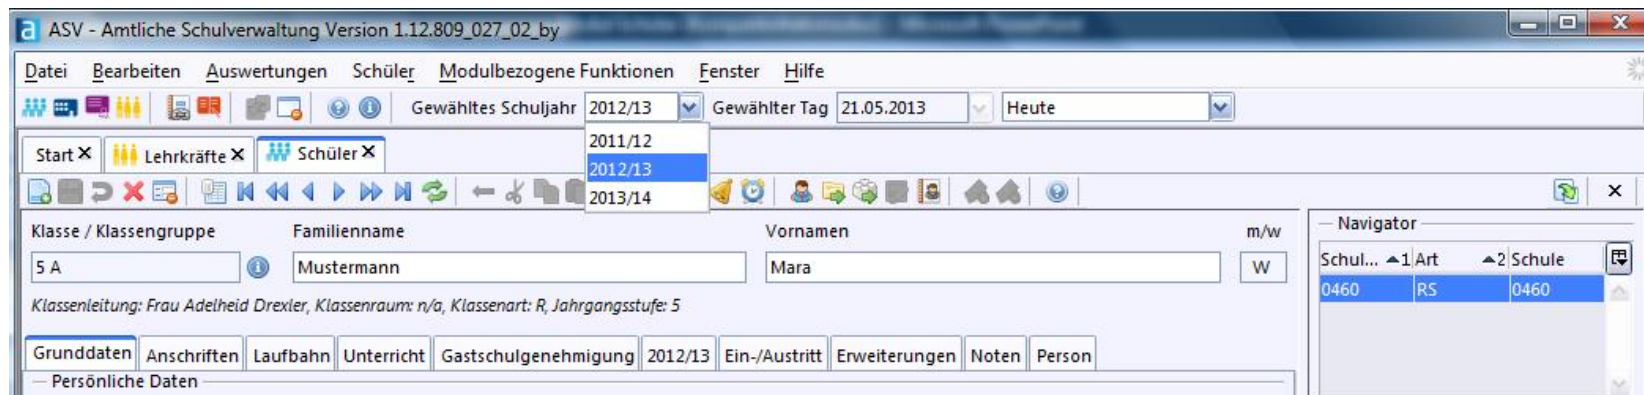 ASV - Amtliche Schulverwaltung Version 1.12.809_027_02_by
Datei Bearbeiten Auswertungen Schüler Modulbezogene Funktionen Fenster Hilfe
Gewähltes Schuljahr 2012/13 Gewählter Tag 21.05.2013 Heute
2011/12
2012/13
2013/14
Start Lehrkräfte Schüler
Klasse / Klassengruppe Familienname Vornamen m/w
5 A Mustermann Mara W
Klassenleitung: Frau Adelheid Drexler, Klassenraum: n/a, Klassenart: R, Jahrgangsstufe: 5
Grunddaten Anschriften Laufbahn Unterricht Gastschulgenehmigung 2012/13 Ein-/Austritt Erweiterungen Noten Person
Persönliche Daten
Navigator
Schul... 1 Art 2 Schule
0460 RS 0460